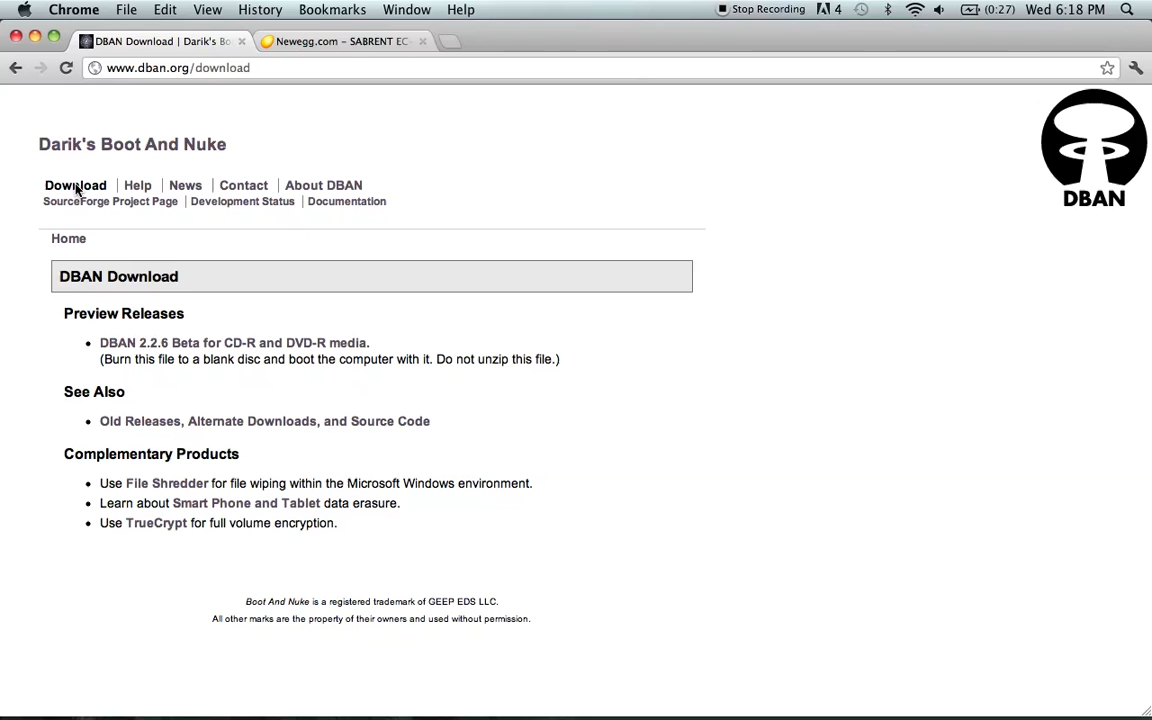 Chrome File Edit View History Bookmarks Window Help Stop Recording 4 (0:27) Wed 6:18 PM
DBAN Download | Darik's Bo Newegg.com – SABRENT EC-
www.dban.org/download
DBAN
Darik's Boot And Nuke
Download Help News Contact About DBAN
SourceForge Project Page Development Status Documentation
Home
DBAN Download
Preview Releases
• DBAN 2.2.6 Beta for CD-R and DVD-R media.
(Burn this file to a blank disc and boot the computer with it. Do not unzip this file.)
See Also
• Old Releases, Alternate Downloads, and Source Code
Complementary Products
• Use File Shredder for file wiping within the Microsoft Windows environment.
• Learn about Smart Phone and Tablet data erasure.
• Use TrueCrypt for full volume encryption.
Boot And Nuke is a registered trademark of GEEP EDS LLC.
All other marks are the property of their owners and used without permission.